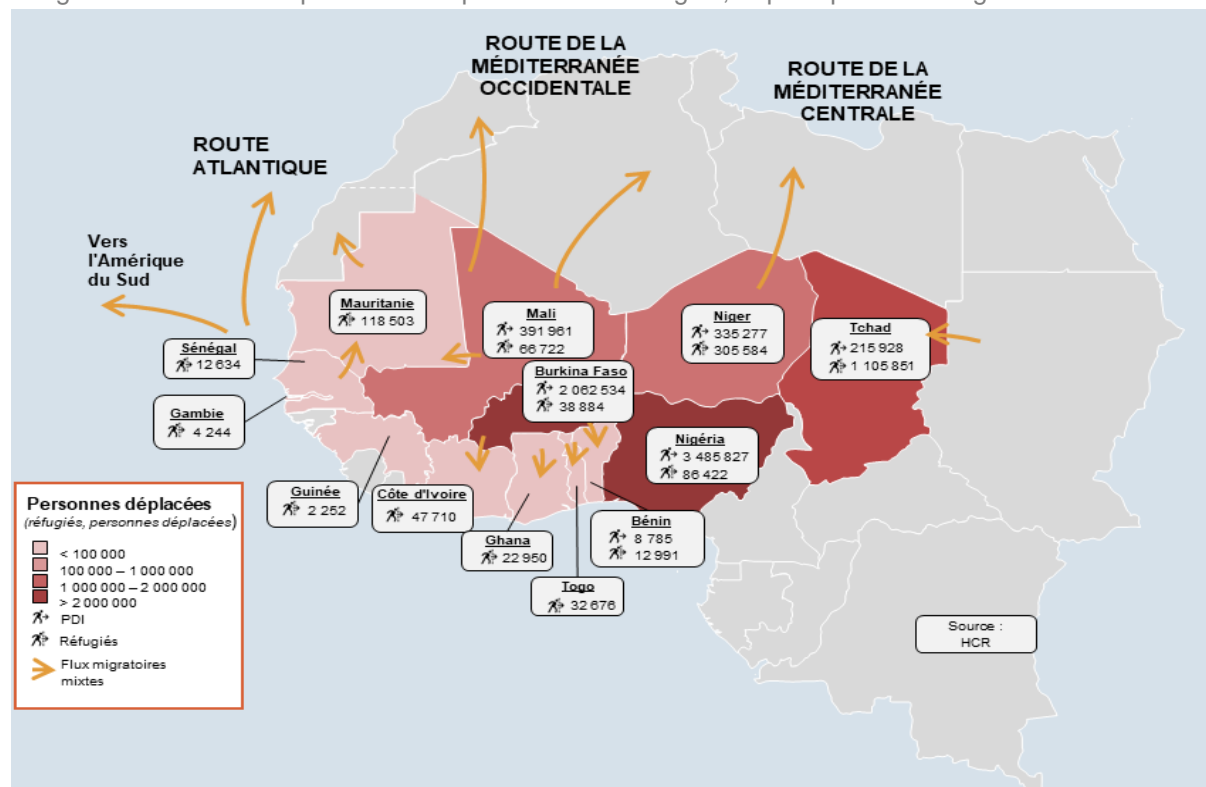 ROUTE DE LA
MÉDITERRANÉE
OCCIDENTALE
ROUTE DE LA
MÉDITERRANÉE
CENTRALE
ROUTE
ATLANTIQUE
Vers
l'Amérique
du Sud
Mauritanie
118 503
Mali
391 961
66 722
Niger
335 277
305 584
Tchad
215 928
1 105 851
Sénégal
12 634
Burkina Faso
2 062 534
38 884
Gambie
4 244
Nigéria
3 485 827
86 422
Guinée
2 252
Côte d'Ivoire
47 710
Ghana
22 950
Bénin
8 785
12 991
Togo
32 676
Personnes déplacées
(réfugiés, personnes déplacées)
< 100 000
100 000 – 1 000 000
1 000 000 – 2 000 000
> 2 000 000
PDI
Réfugiés
Flux migratoires
mixtes
Source :
HCR